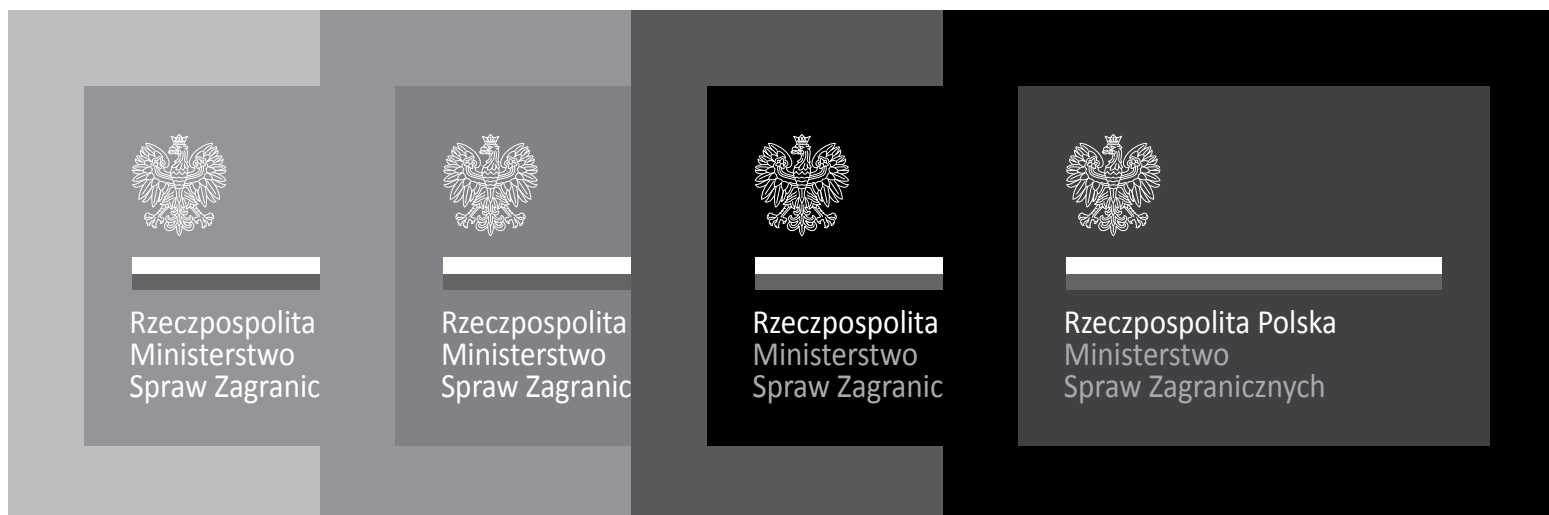 Rzeczpospolita
Ministerstwo
Spraw Zagranic
Rzeczpospolita
Ministerstwo
Spraw Zagranic
Rzeczpospolita
Ministerstwo
Spraw Zagranic
Rzeczpospolita Polska
Ministerstwo
Spraw Zagranicznych